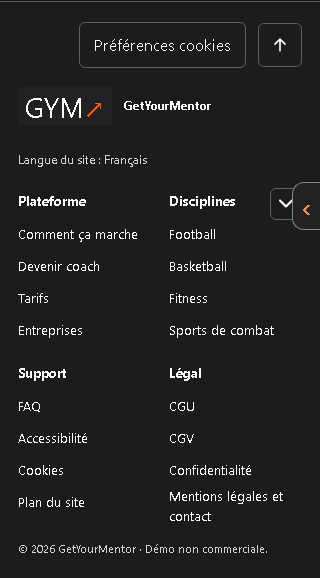 Préférences cookies
GYM GetYourMentor
Langue du site : Français
Plateforme
Comment ça marche
Devenir coach
Tarifs
Entreprises
Disciplines
Football
Basketball
Fitness
Sports de combat
Support
FAQ
Accessibilité
Cookies
Plan du site
Légal
CGU
CGV
Confidentialité
Mentions légales et
contact
© 2026 GetYourMentor · Démo non commerciale.